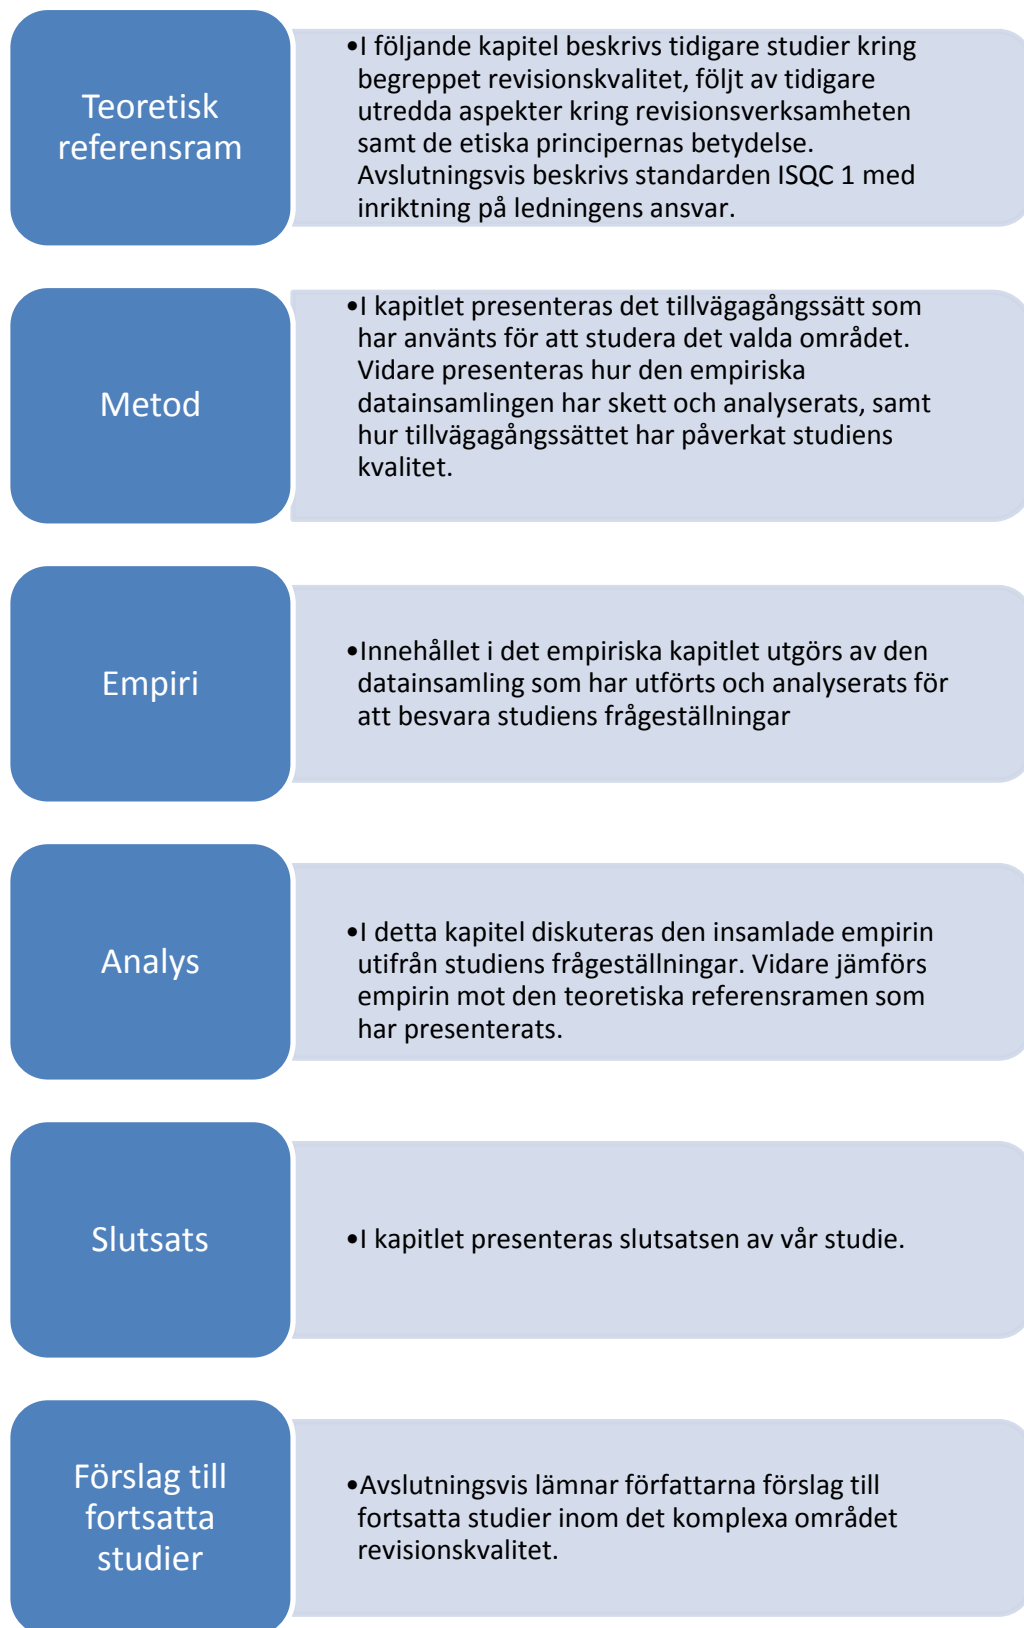 Teoretisk
referensram
•I följande kapitel beskrivs tidigare studier kring
begreppet revisionskvalitet, följt av tidigare
utredda aspekter kring revisionsverksamheten
samt de etiska principernas betydelse.
Avslutningsvis beskrivs standarden ISQC 1 med
inriktning på ledningens ansvar.
Metod
•I kapitlet presenteras det tillvägagångssätt som
har använts för att studera det valda området.
Vidare presenteras hur den empiriska
datainsamlingen har skett och analyserats, samt
hur tillvägagångssättet har påverkat studiens
kvalitet.
Empiri
•Innehållet i det empiriska kapitlet utgörs av den
datainsamling som har utförts och analyserats för
att besvara studiens frågeställningar
Analys
•I detta kapitel diskuteras den insamlade empirin
utifrån studiens frågeställningar. Vidare jämförs
empirin mot den teoretiska referensramen som
har presenterats.
Slutsats
•I kapitlet presenteras slutsatsen av vår studie.
Förslag till
fortsatta
studier
•Avslutningsvis lämnar författarna förslag till
fortsatta studier inom det komplexa området
revisionskvalitet.